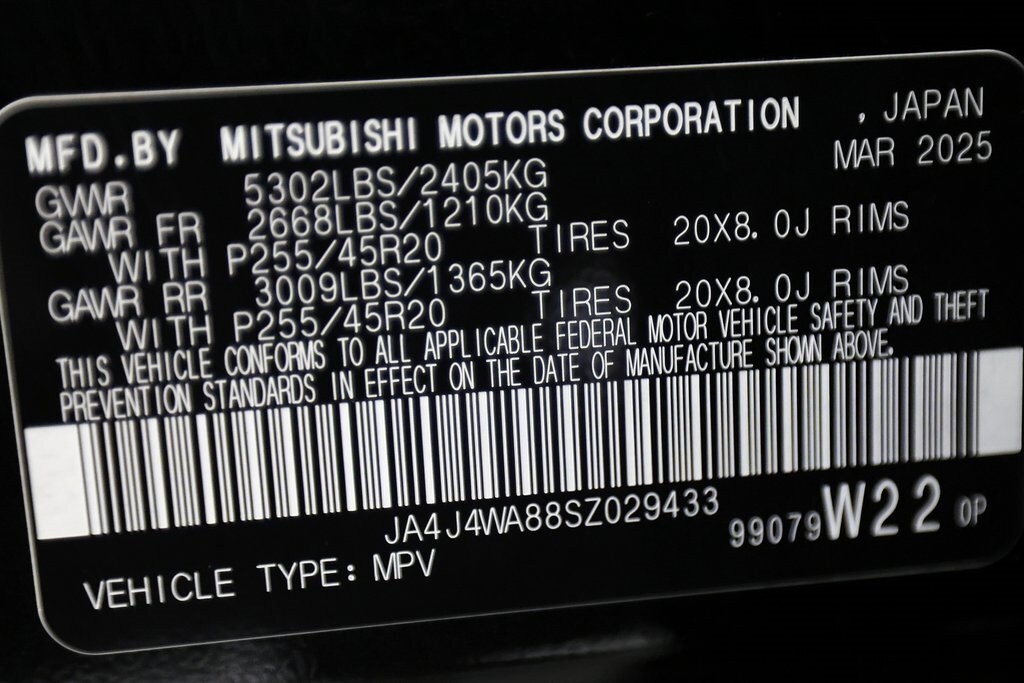 MFD.BY MITSUBISHI MOTORS CORPORATION , JAPAN
MAR 2025
GVWR 5302LBS/2405KG
GAWR FR 2668LBS/1210KG
WITH P255/45R20 TIRES 20X8.0J RIMS
GAWR RR 3009LBS/1365KG
WITH P255/45R20 TIRES 20X8.0J RIMS
THIS VEHICLE CONFORMS TO ALL APPLICABLE FEDERAL MOTOR VEHICLE SAFETY AND THEFT
PREVENTION STANDARDS IN EFFECT ON THE DATE OF MANUFACTURE SHOWN ABOVE.
JA4J4WA88SZ029433
99079W22 0P
VEHICLE TYPE: MPV